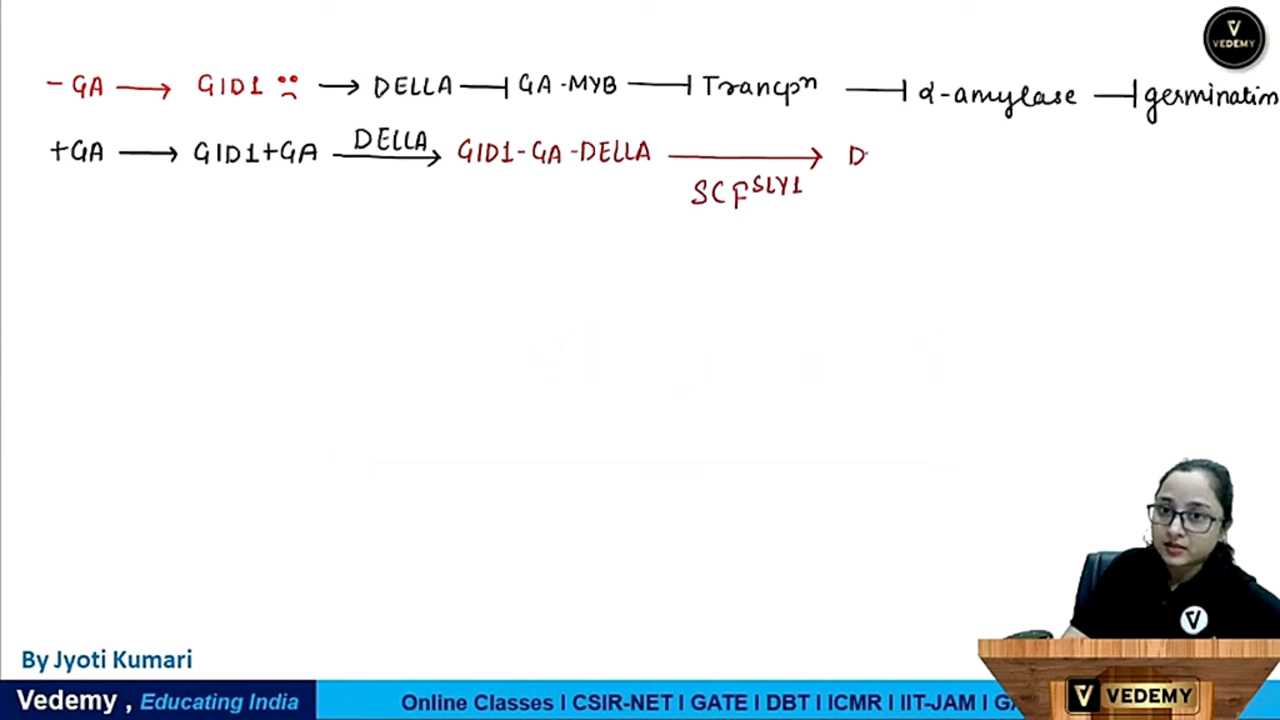 VEDEMY
-GA → GID1 → DELLA ⊣ GA-MYB ⊣ Trancpⁿ ⊣ α-amylase ⊣ germination
+GA → GID1+GA DELLA → GID1-GA-DELLA → SCF^SLY1 D
By Jyoti Kumari
Vedemy , Educating India
Online Classes I CSIR-NET I GATE I DBT I ICMR I IIT-JAM I GA
V VEDEMY